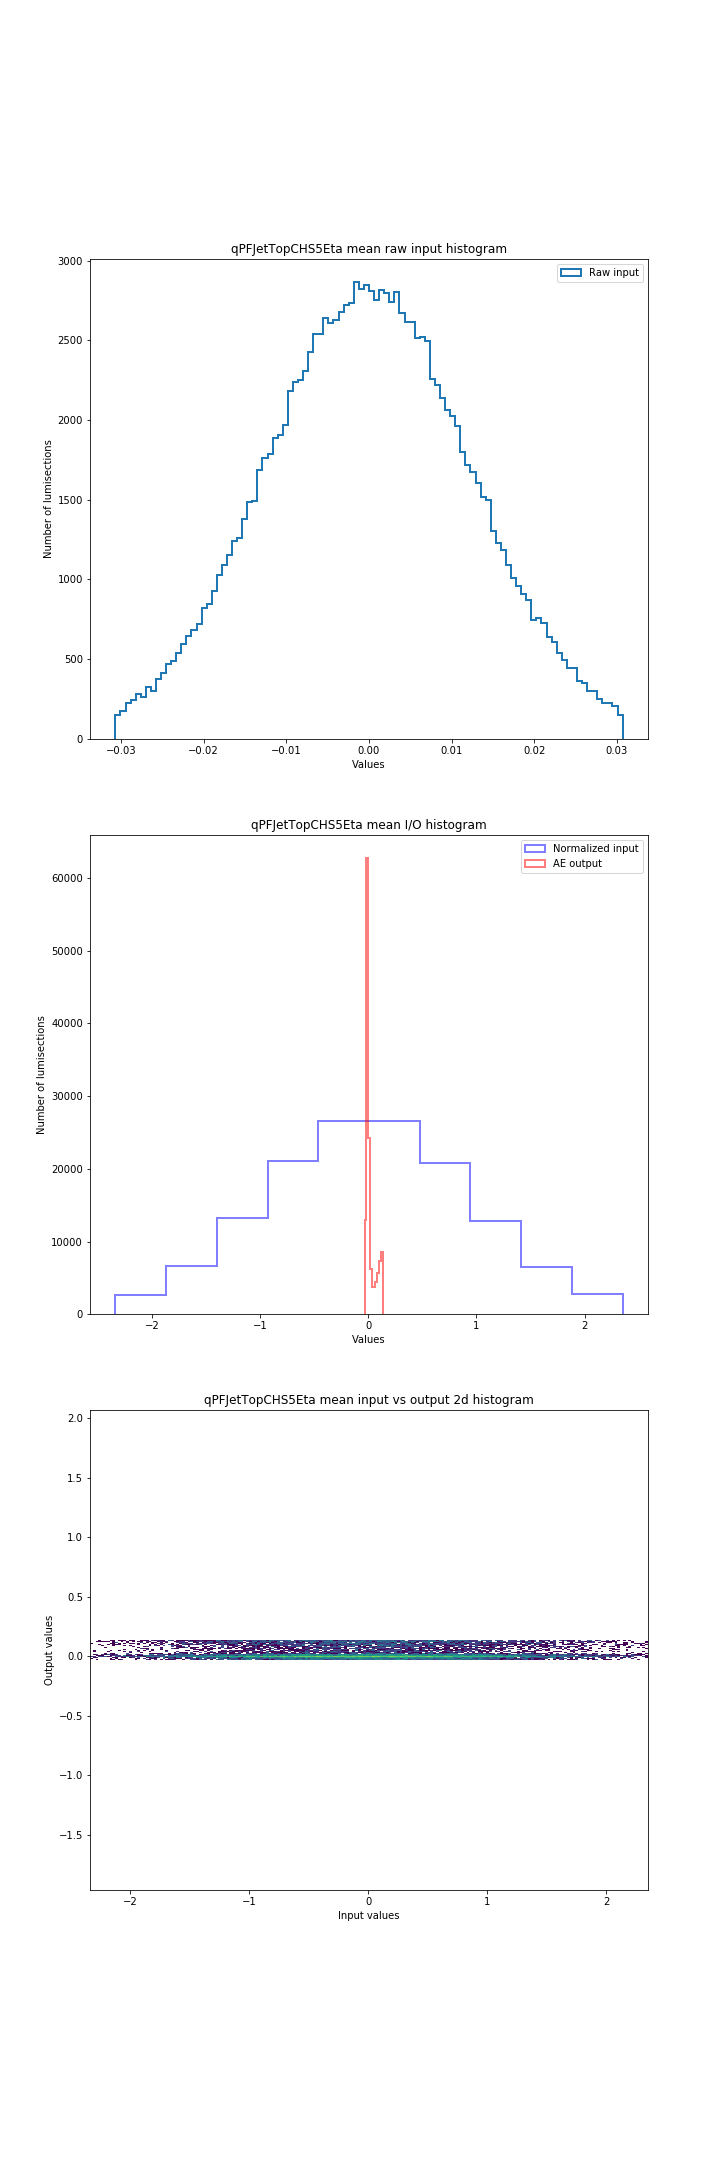 qPFJetTopCHS5Eta mean raw input histogram
Raw input
3000
2500
2000
1500
1000
500
0
Number of lumisections
−0.03 −0.02 −0.01 0.00 0.01 0.02 0.03
Values
qPFJetTopCHS5Eta mean I/O histogram
Normalized input
AE output
60000
50000
40000
30000
20000
10000
0
Number of lumisections
−2 −1 0 1 2
Values
qPFJetTopCHS5Eta mean input vs output 2d histogram
2.0
1.5
1.0
0.5
0.0
−0.5
−1.0
−1.5
Output values
−2 −1 0 1 2
Input values